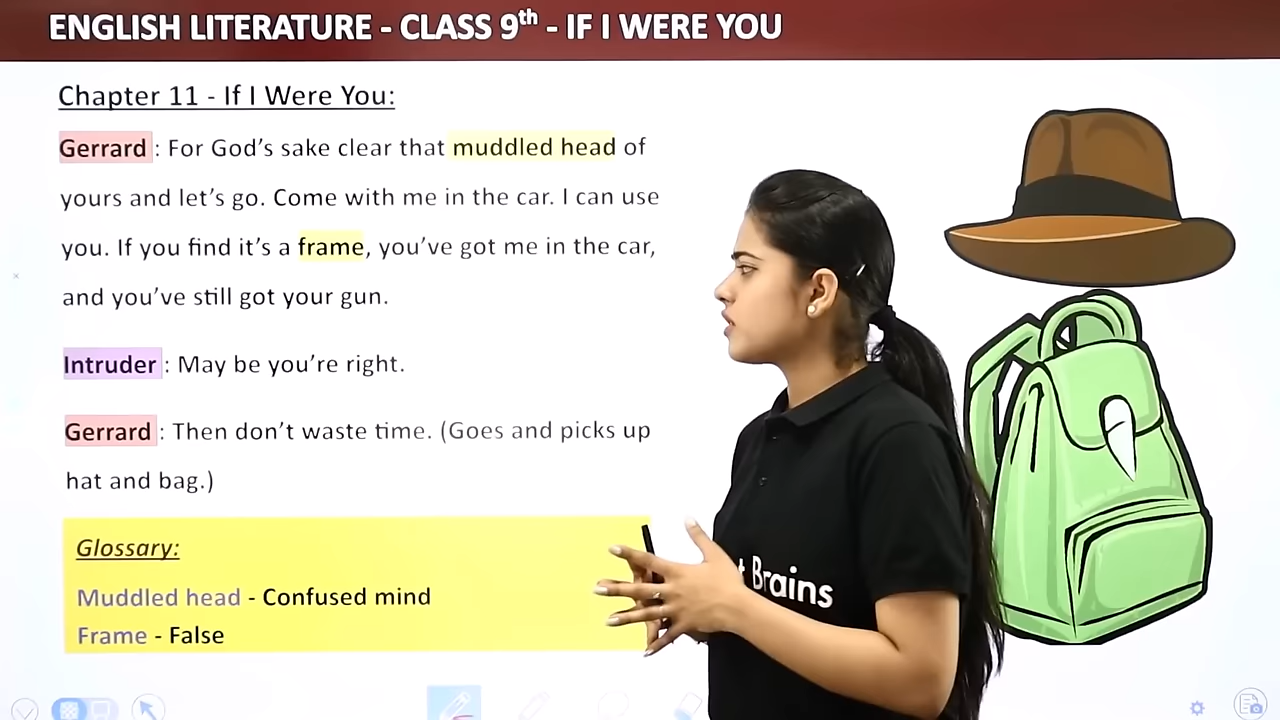 ENGLISH LITERATURE - CLASS 9th - IF I WERE YOU
Chapter 11 - If I Were You:
Gerrard : For God's sake clear that muddled head of
yours and let's go. Come with me in the car. I can use
you. If you find it's a frame, you've got me in the car,
and you've still got your gun.
Intruder : May be you're right.
Gerrard : Then don't waste time. (Goes and picks up
hat and bag.)
Glossary:
Muddled head - Confused mind
Frame - False
Brains